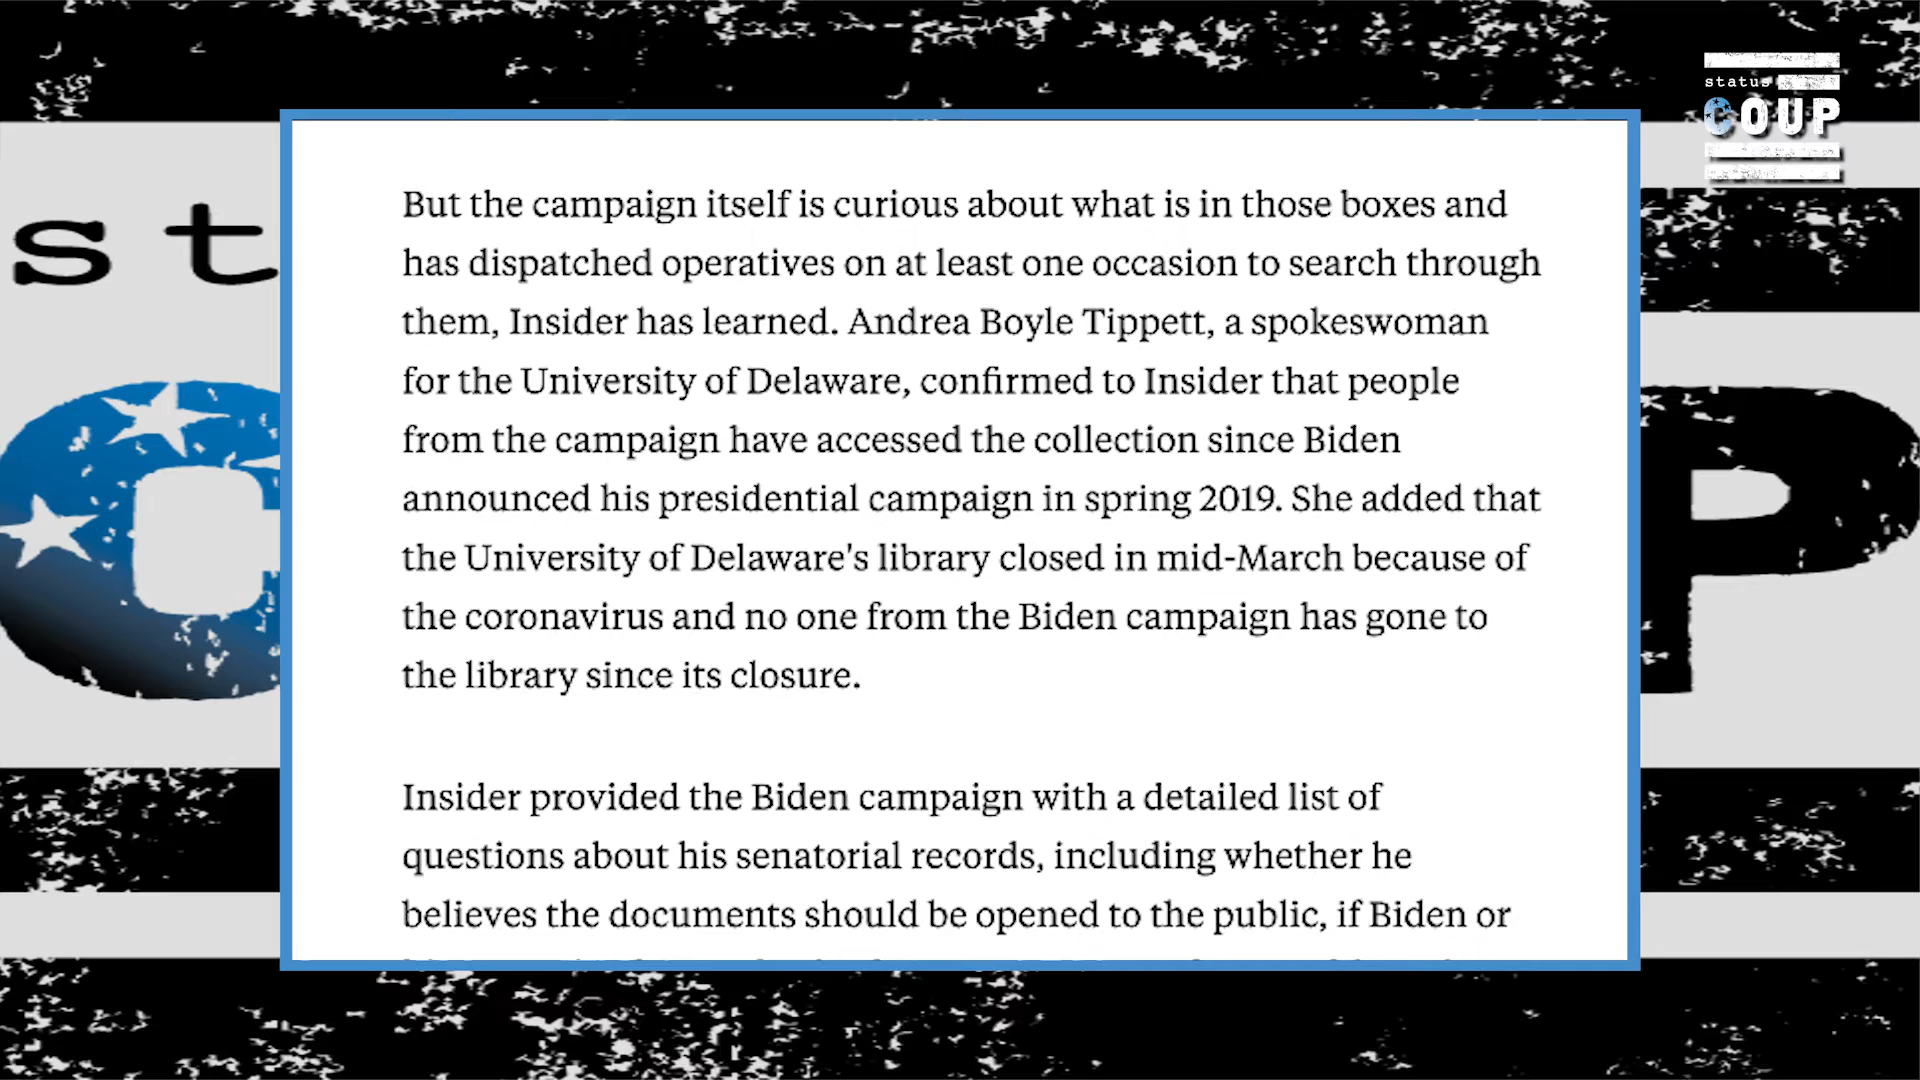 status
COUP
st
C
P
But the campaign itself is curious about what is in those boxes and
has dispatched operatives on at least one occasion to search through
them, Insider has learned. Andrea Boyle Tippett, a spokeswoman
for the University of Delaware, confirmed to Insider that people
from the campaign have accessed the collection since Biden
announced his presidential campaign in spring 2019. She added that
the University of Delaware's library closed in mid-March because of
the coronavirus and no one from the Biden campaign has gone to
the library since its closure.
Insider provided the Biden campaign with a detailed list of
questions about his senatorial records, including whether he
believes the documents should be opened to the public, if Biden or